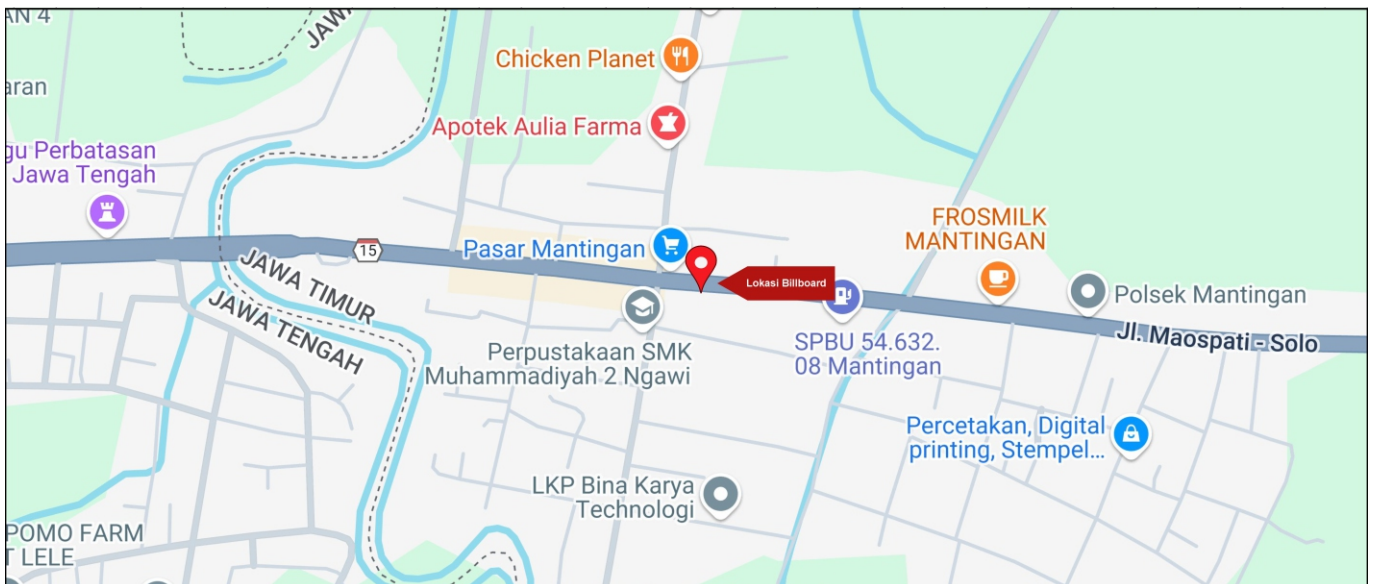 AN 4
JAWA
JAWA
aran
Chicken Planet
Apotek Aulia Farma
gu Perbatasan
Jawa Tengah
15
Pasar Mantingan
Lokasi Billboard
FROSMILK
MANTINGAN
Polsek Mantingan
JAWA TIMUR
JAWA TENGAH
Perpustakaan SMK
Muhammadiyah 2 Ngawi
SPBU 54.632.
08 Mantingan
Jl. Maospati - Solo
Percetakan, Digital
printing, Stempel...
LKP Bina Karya
Technologi
POMO FARM
T LELE